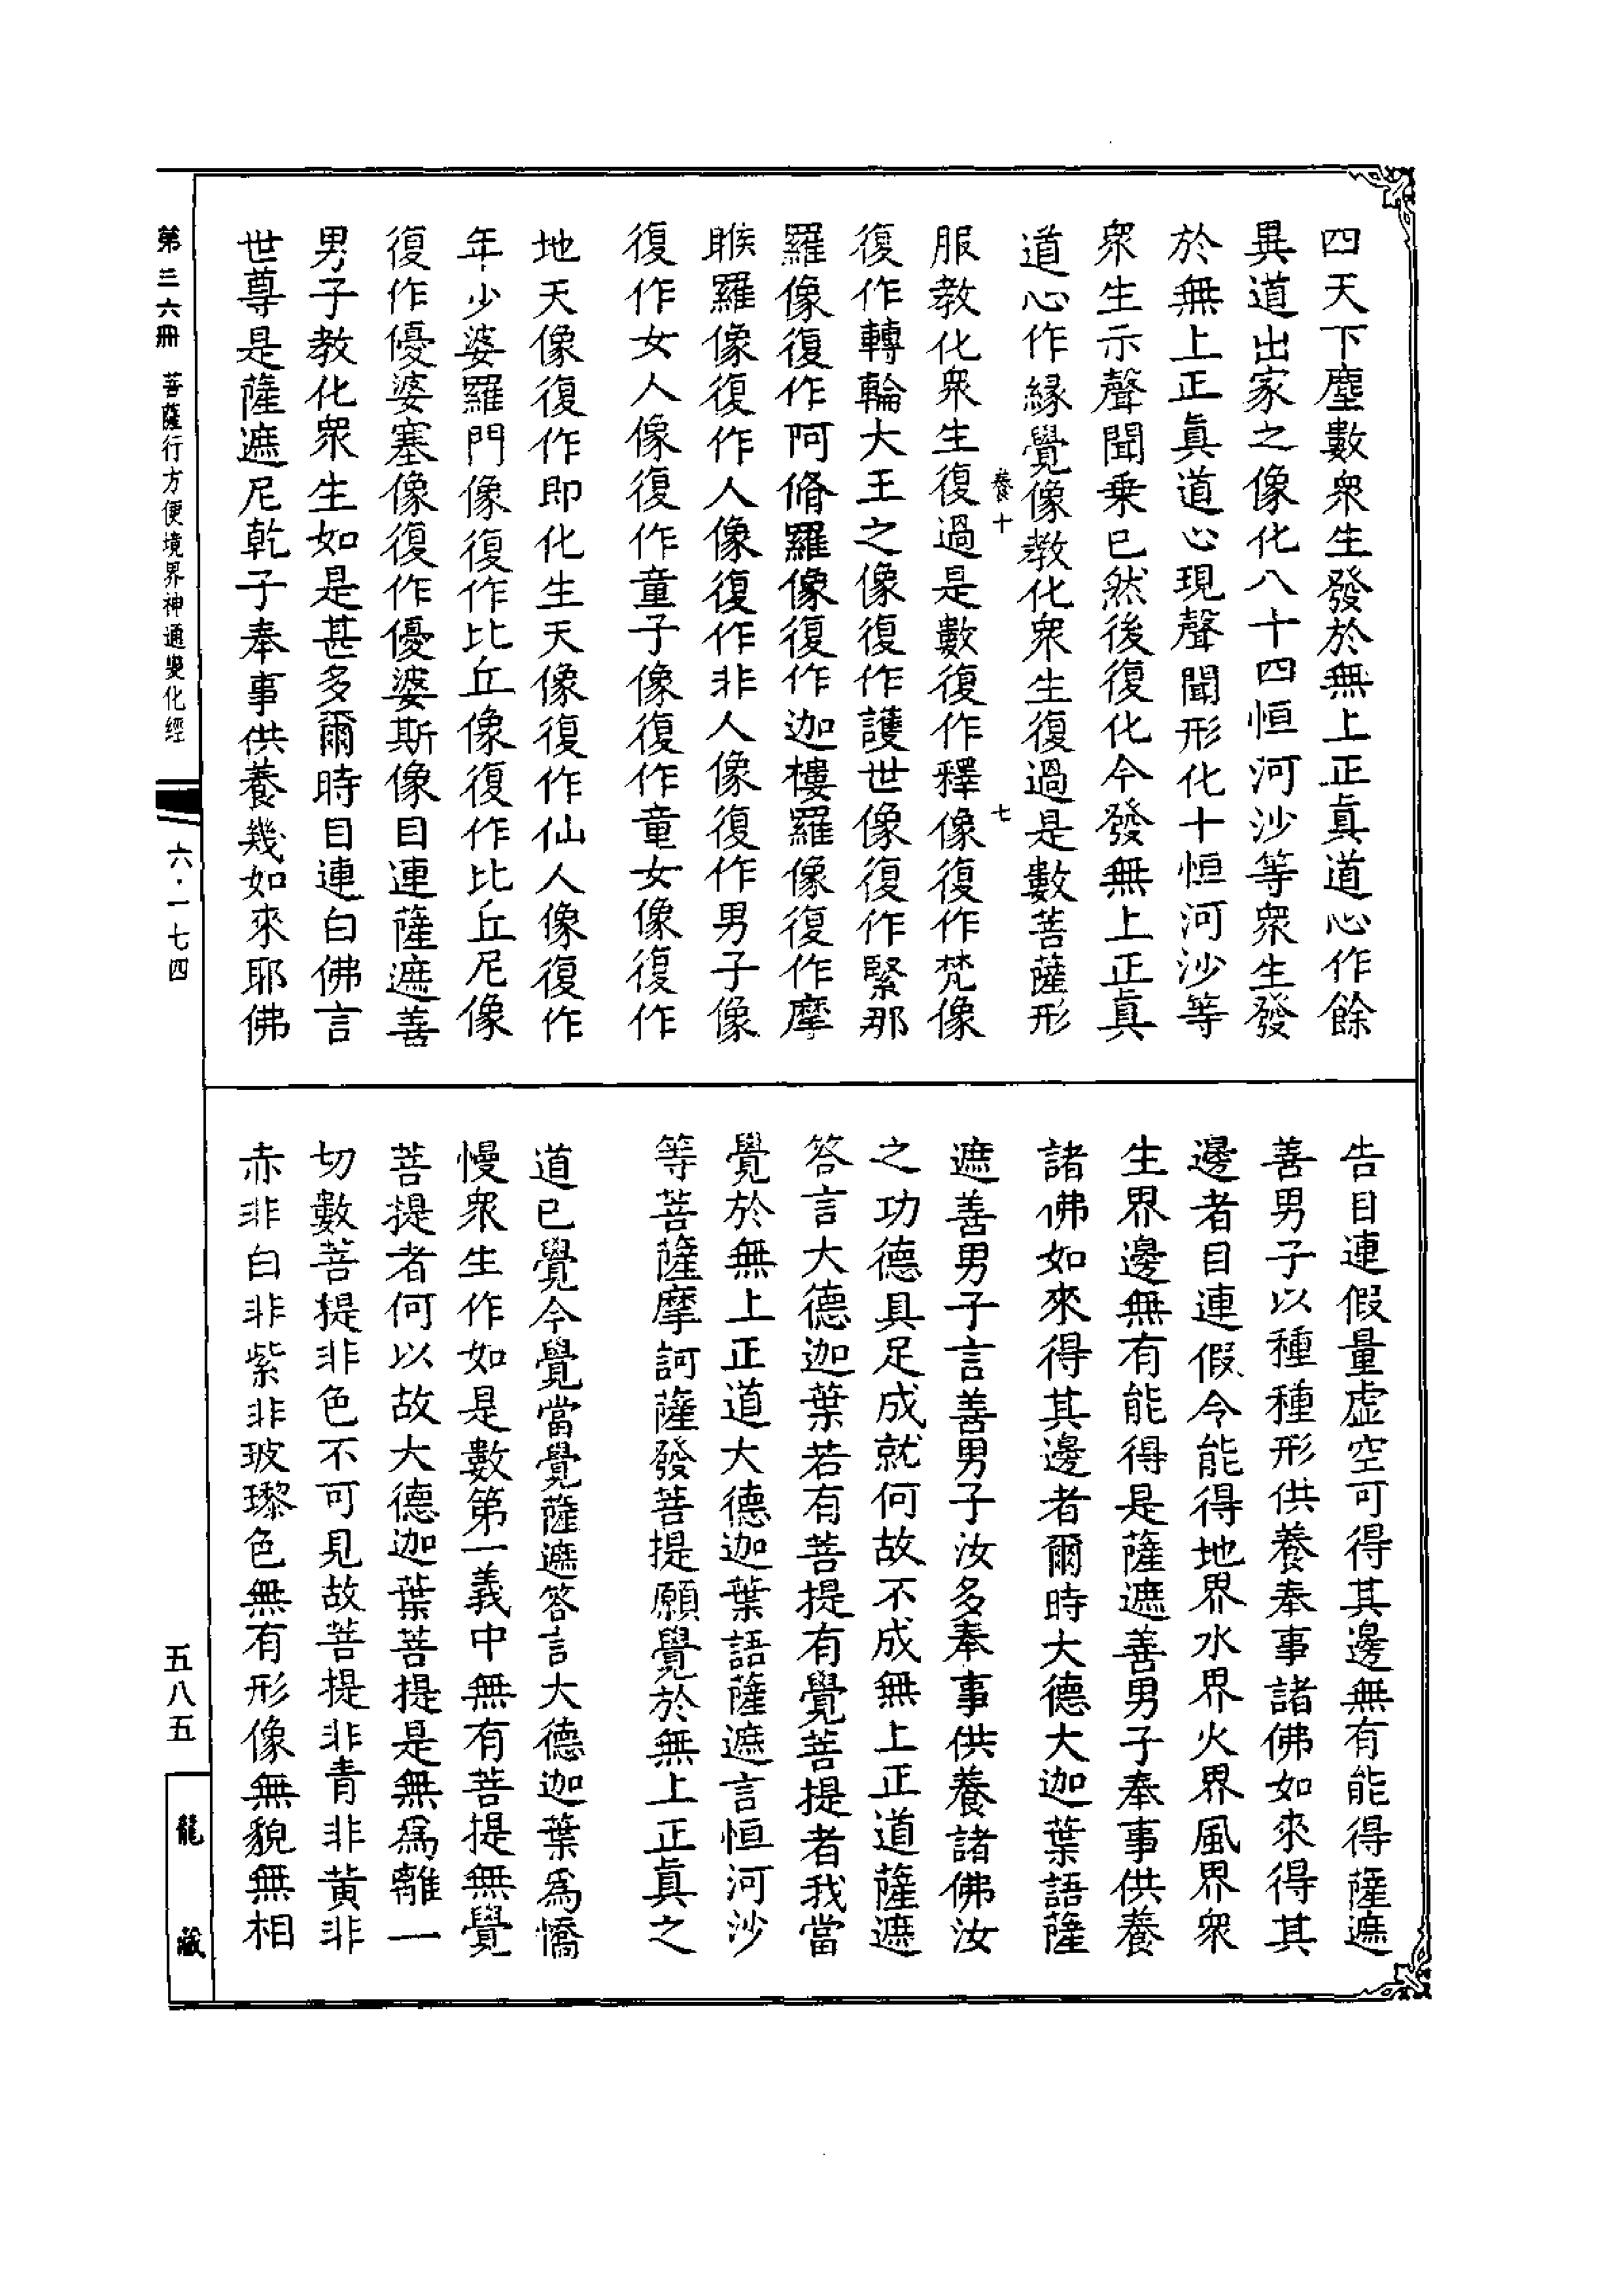 四天下塵數衆生發於無上正真道心作餘
異道出家之像化八十四恒河沙等衆生發
於無上正真道心現聲聞形化十恒河沙等
衆生示聲聞乗已然後復化今發無上正真
道心作縁覺像教化衆生復過是數菩薩形
養十 七
服教化衆生復過是數復作釋像復作梵像
復作轉輪大王之像復作護世像復作緊那
羅像復作阿脩羅像復作迦樓羅像復作摩
睺羅像復作人像復作非人像復作男子像
復作女人像復作童子像復作童女像復作
地天像復作即化生天像復作仙人像復作
年少婆羅門像復作比丘像復作比丘尼像
復作優婆塞像復作優婆斯像目連薩遮善
男子教化衆生如是甚多爾時目連白佛言
世尊是薩遮尼乾子奉事供養幾如來耶佛
告目連假量虚空可得其邊無有能得薩遮
善男子以種種形供養奉事諸佛如來得其
邊者目連假令能得地界水界火界風界衆
生界邊無有能得是薩遮善男子奉事供養
諸佛如來得其邊者爾時大德大迦葉語薩
遮善男子言善男子汝多奉事供養諸佛汝
之功德具足成就何故不成無上正道薩遮
答言大德迦葉若有菩提有覺菩提者我當
覺於無上正道大德迦葉語薩遮言恒河沙
等菩薩摩訶薩發菩提願覺於無上正真之
道已覺今覺當覺薩遮答言大德迦葉為憍
慢衆生作如是數第一義中無有菩提無覺
菩提者何以故大德迦葉菩提是無為離一
切數菩提非色不可見故菩提非青非黄非
赤非白非紫非玻瓈色無有形像無貌無相
第三六冊 菩薩行方便境界神通變化經 六·一七四
五八五
龍藏